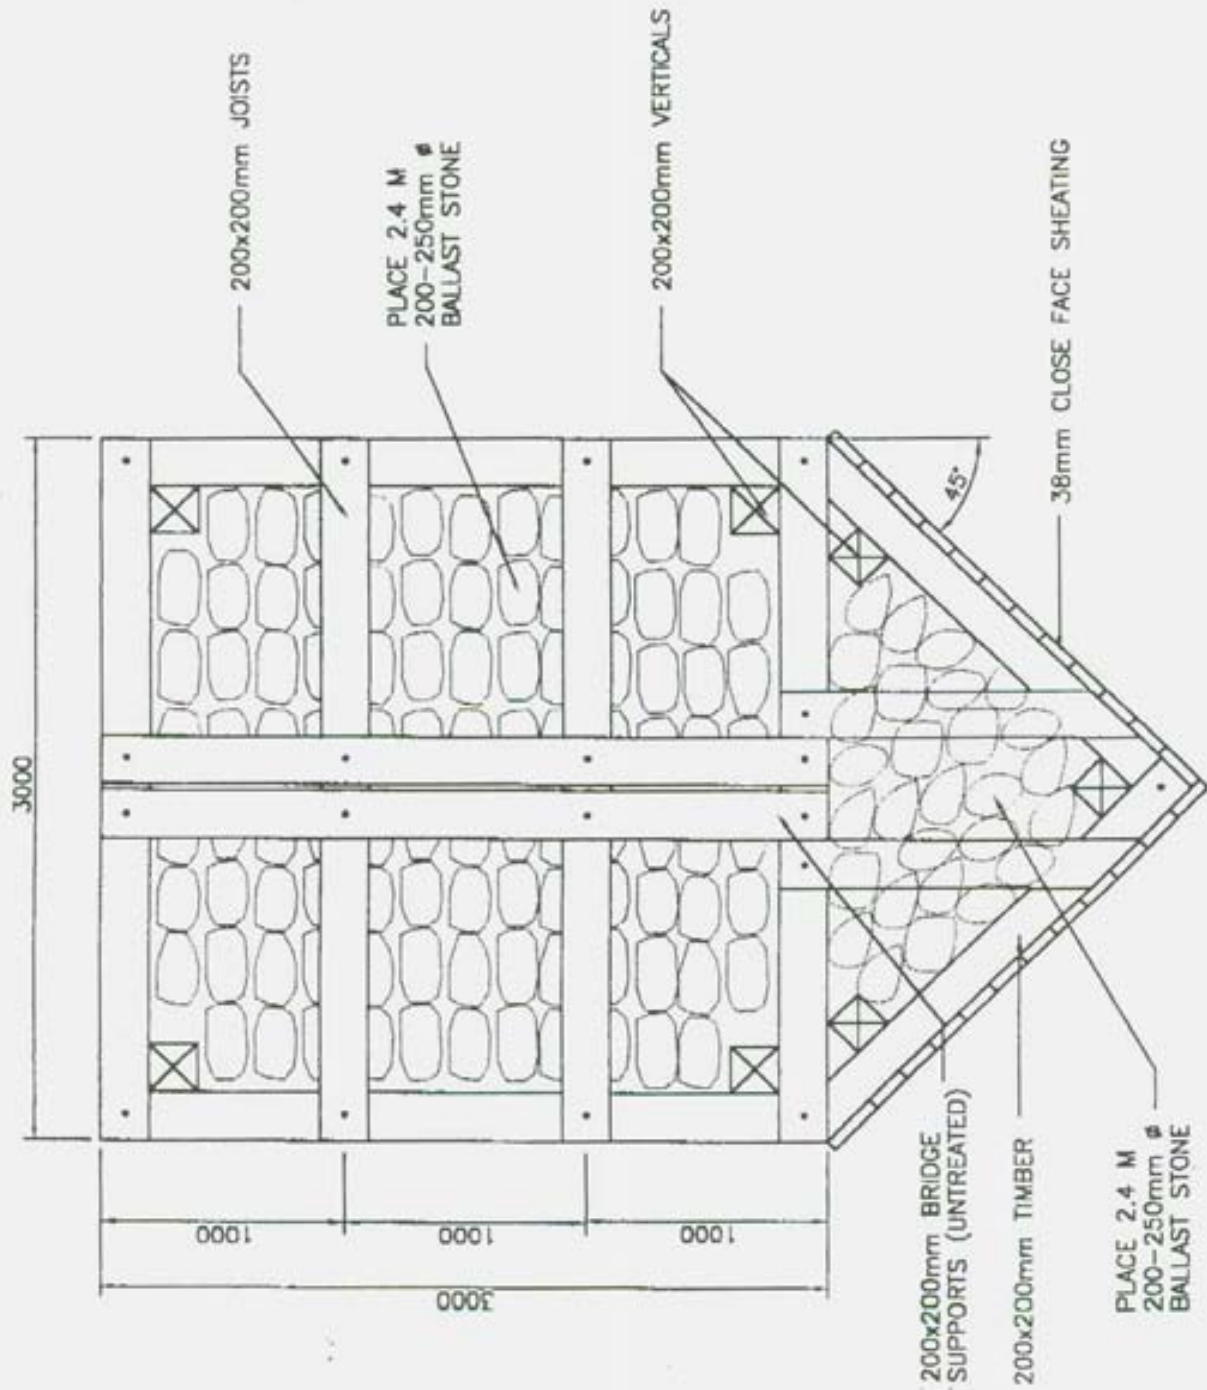 3000
200x200mm JOISTS
PLACE 2.4 M
200-250mm ø
BALLAST STONE
200x200mm VERTICALS
38mm CLOSE FACE SHEATING
45°
1000
1000
1000
3000
200x200mm BRIDGE
SUPPORTS (UNTREATED)
200x200mm TIMBER
PLACE 2.4 M
200-250mm ø
BALLAST STONE